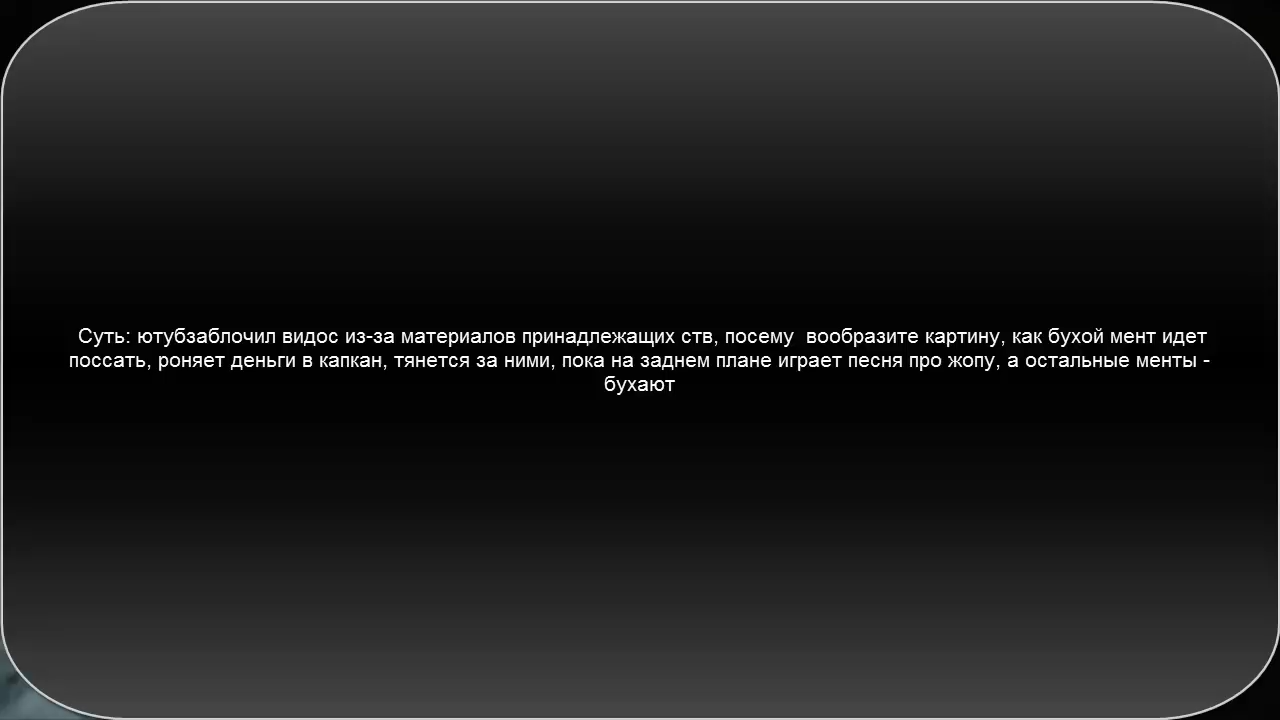 Суть: ютубзаблочил видос из-за материалов принадлежащих ств, посему  вообразите картину, как бухой мент идет
поссать, роняет деньги в капкан, тянется за ними, пока на заднем плане играет песня про жопу, а остальные менты -
бухают